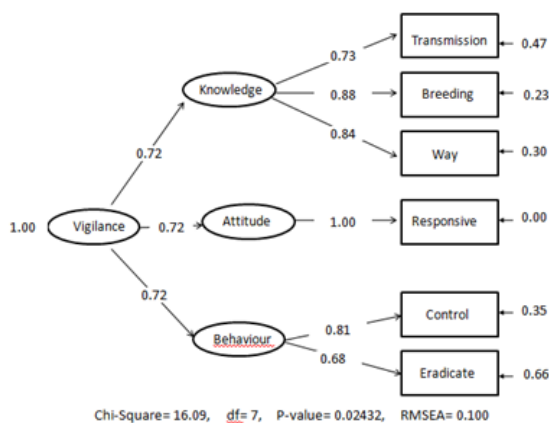 Transmission
0.47
0.73
Knowledge
0.88
Breeding
0.23
0.84
0.72
Way
0.30
1.00
Vigilance
0.72
Attitude
1.00
Responsive
0.00
0.72
Control
0.35
0.81
Behaviour
0.68
Eradicate
0.66
Chi-Square= 16.09, df= 7, P-value= 0.02432, RMSEA= 0.100